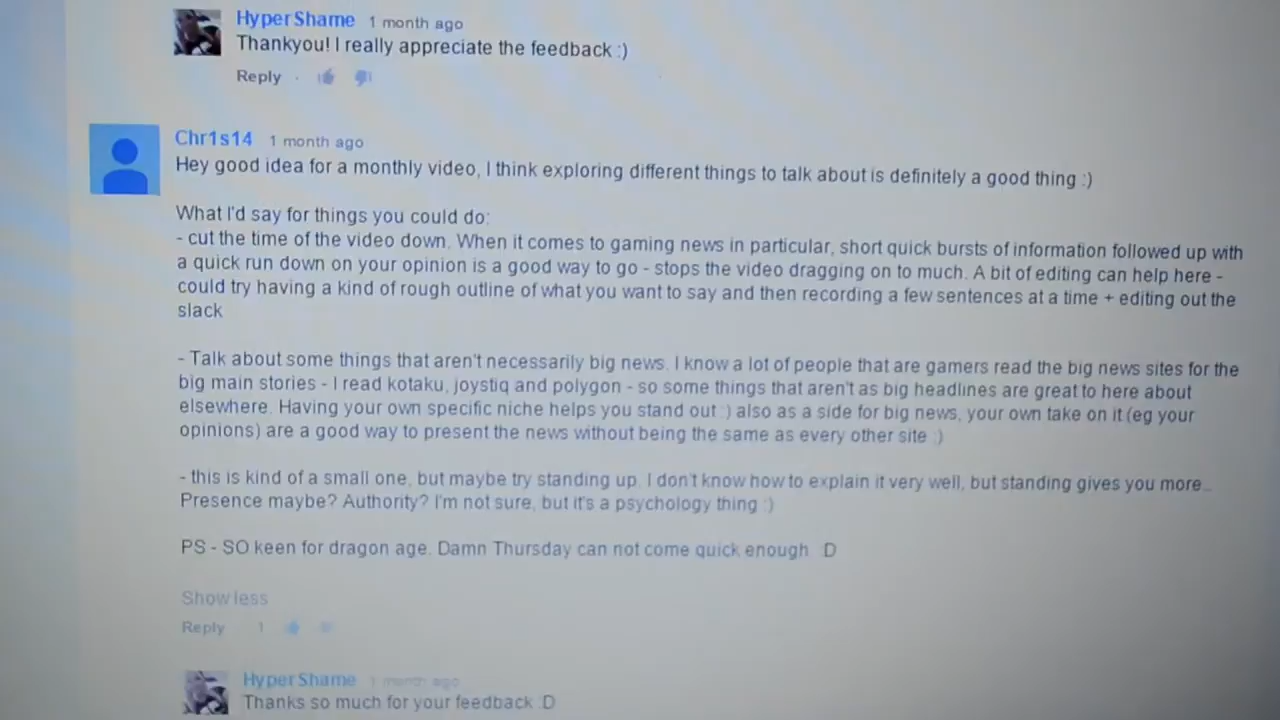 HyperShame 1 month ago
Thankyou! I really appreciate the feedback :)
Reply
Chr1s14 1 month ago
Hey good idea for a monthly video, I think exploring different things to talk about is definitely a good thing :)
What I'd say for things you could do:
- cut the time of the video down. When it comes to gaming news in particular, short quick bursts of information followed up with
a quick run down on your opinion is a good way to go - stops the video dragging on to much. A bit of editing can help here -
could try having a kind of rough outline of what you want to say and then recording a few sentences at a time + editing out the
slack
- Talk about some things that aren't necessarily big news. I know a lot of people that are gamers read the big news sites for the
big main stories - I read kotaku, joystiq and polygon - so some things that aren't as big headlines are great to here about
elsewhere. Having your own specific niche helps you stand out :) also as a side for big news, your own take on it (eg your
opinions) are a good way to present the news without being the same as every other site :)
- this is kind of a small one, but maybe try standing up. I don't know how to explain it very well, but standing gives you more...
Presence maybe? Authority? I'm not sure, but it's a psychology thing :)
PS - SO keen for dragon age. Damn Thursday can not come quick enough :D
Show less
Reply 1
HyperShame 1 month ago
Thanks so much for your feedback :D